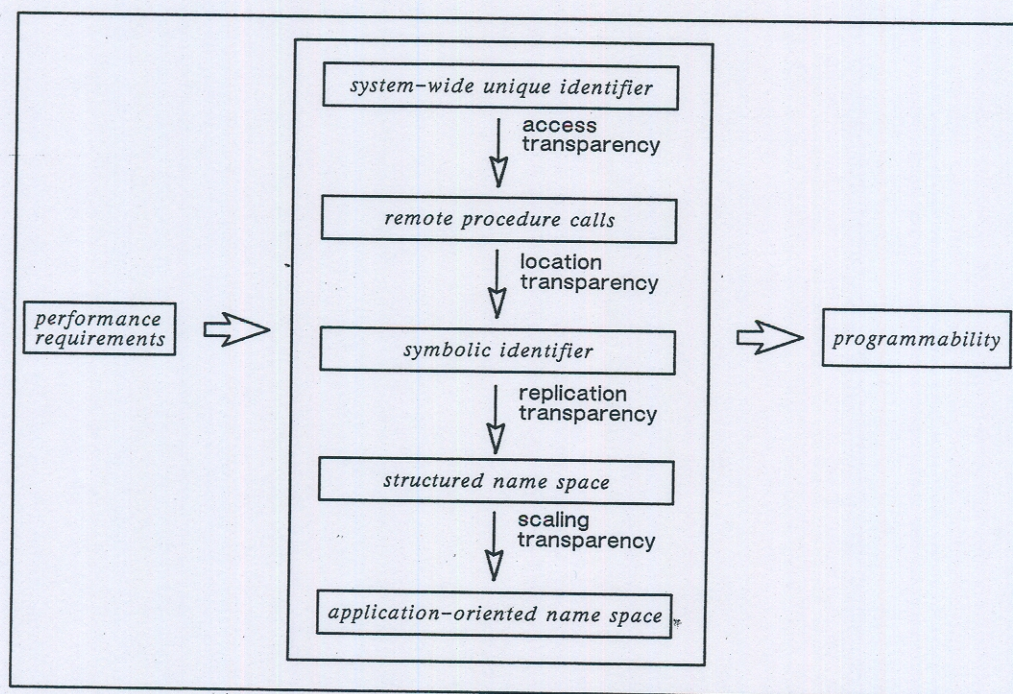 system-wide unique identifier
access
transparency
remote procedure calls
location
transparency
performance
requirements
symbolic identifier
programmability
replication
transparency
structured name space
scaling
transparency
application-oriented name space